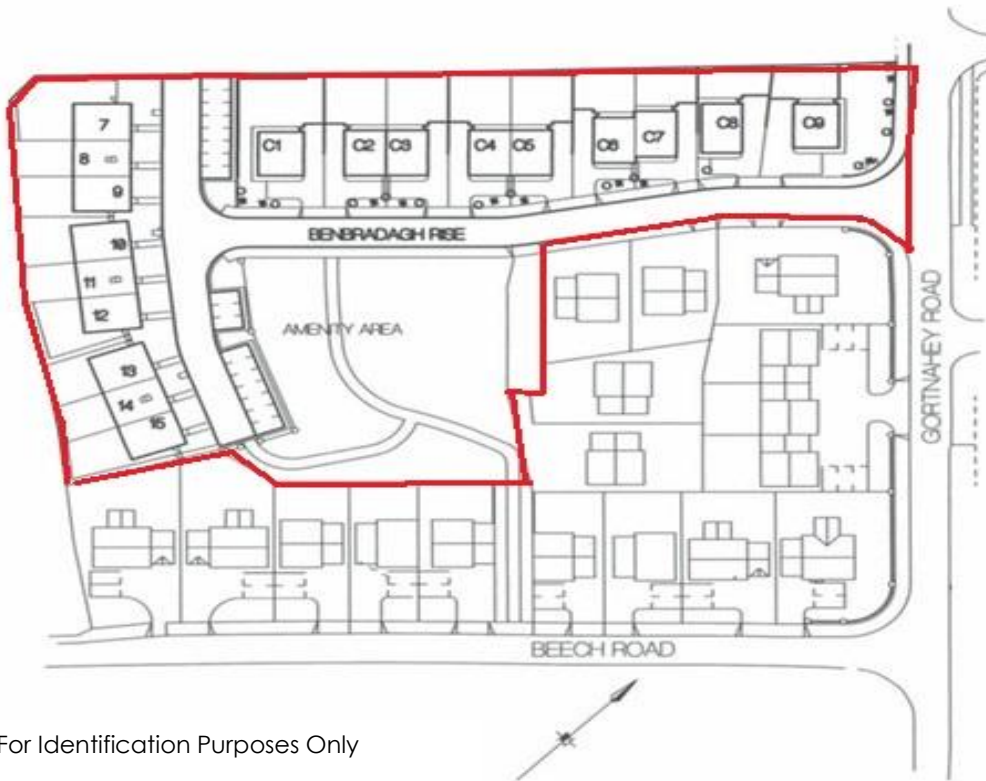 7
8
9
10
11
12
13
14
15
C1
C2
C3
C4
C5
C6
C7
C8
C9
BENBRADAGH RISE
AMENITY AREA
GORTNAHEY ROAD
BEECH ROAD
For Identification Purposes Only